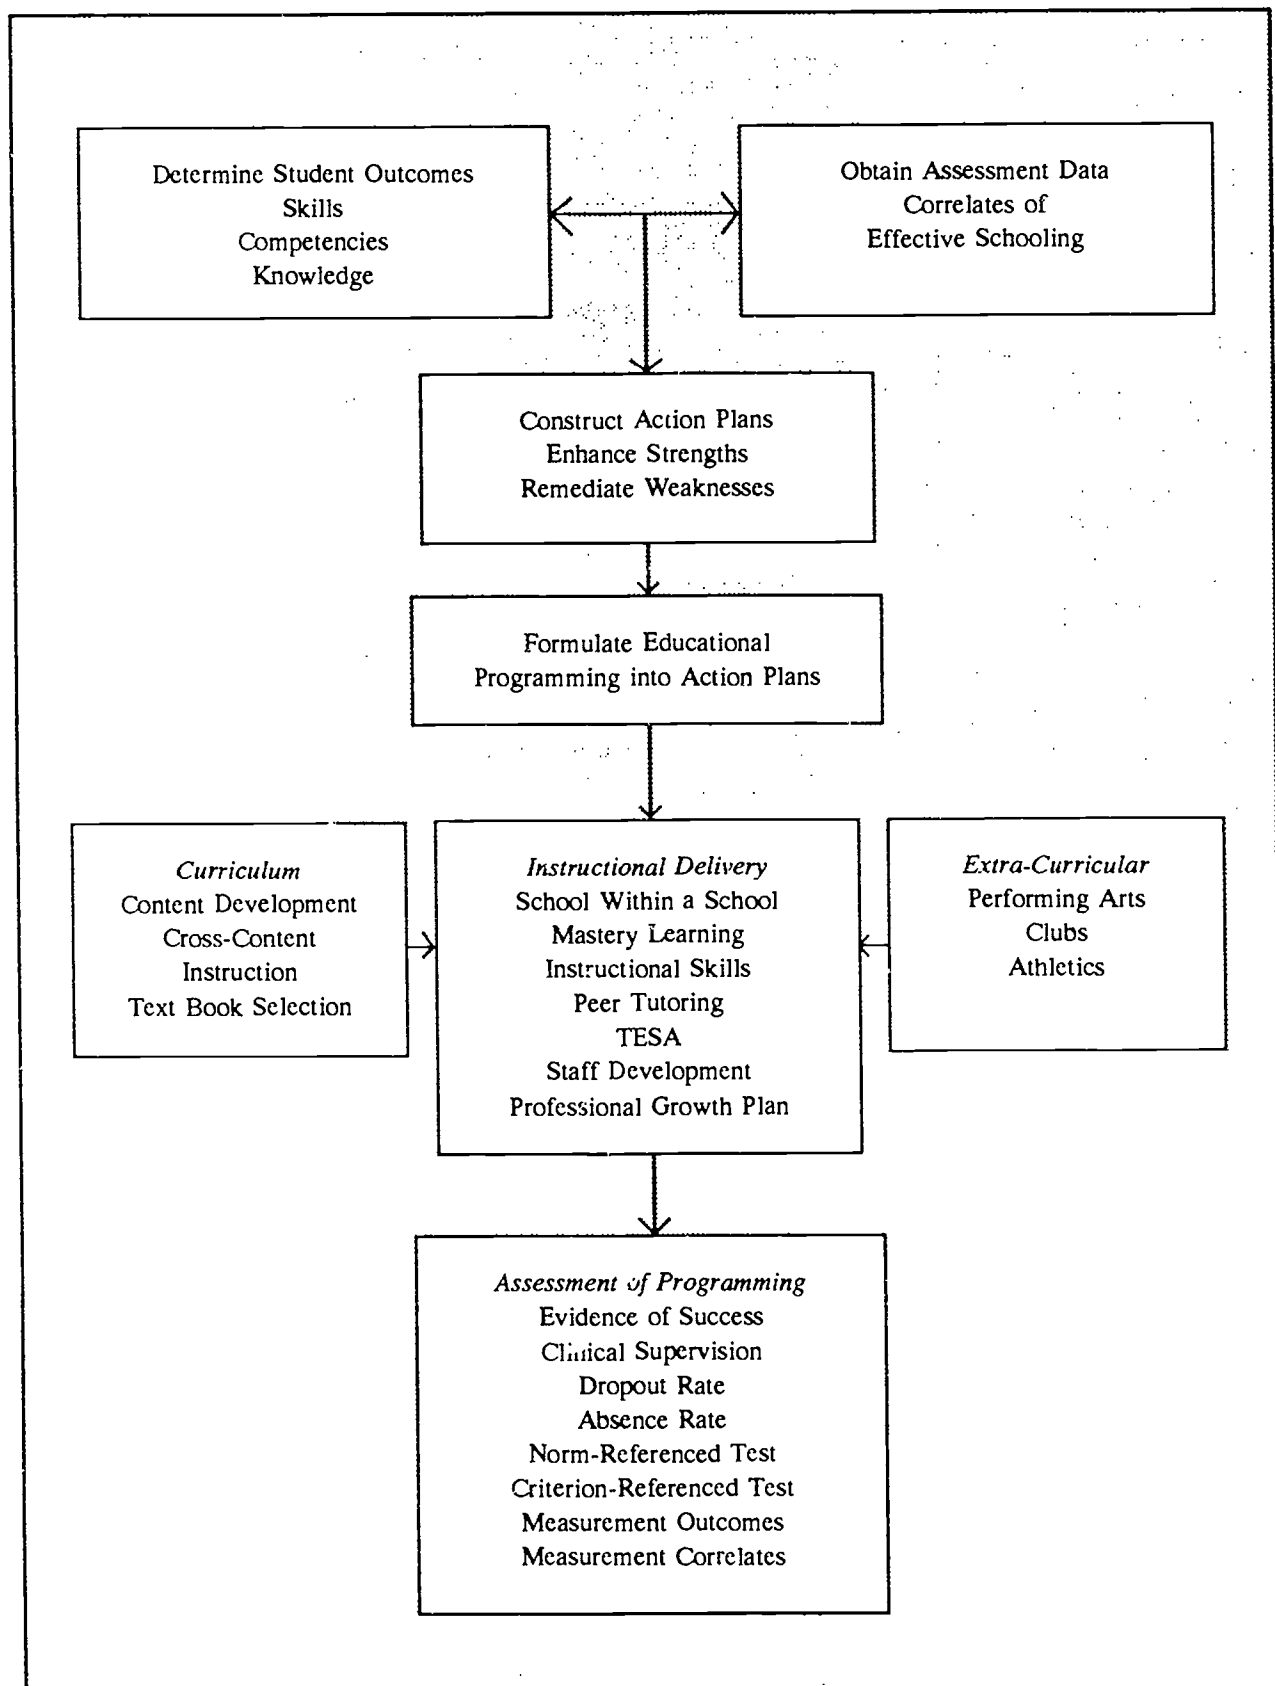 Determine Student Outcomes
Skills
Competencies
Knowledge
Obtain Assessment Data
Correlates of
Effective Schooling
Construct Action Plans
Enhance Strengths
Remediate Weaknesses
Formulate Educational
Programming into Action Plans
Curriculum
Content Development
Cross-Content
Instruction
Text Book Selection
Instructional Delivery
School Within a School
Mastery Learning
Instructional Skills
Peer Tutoring
TESA
Staff Development
Professional Growth Plan
Extra-Curricular
Performing Arts
Clubs
Athletics
Assessment of Programming
Evidence of Success
Clinical Supervision
Dropout Rate
Absence Rate
Norm-Referenced Test
Criterion-Referenced Test
Measurement Outcomes
Measurement Correlates